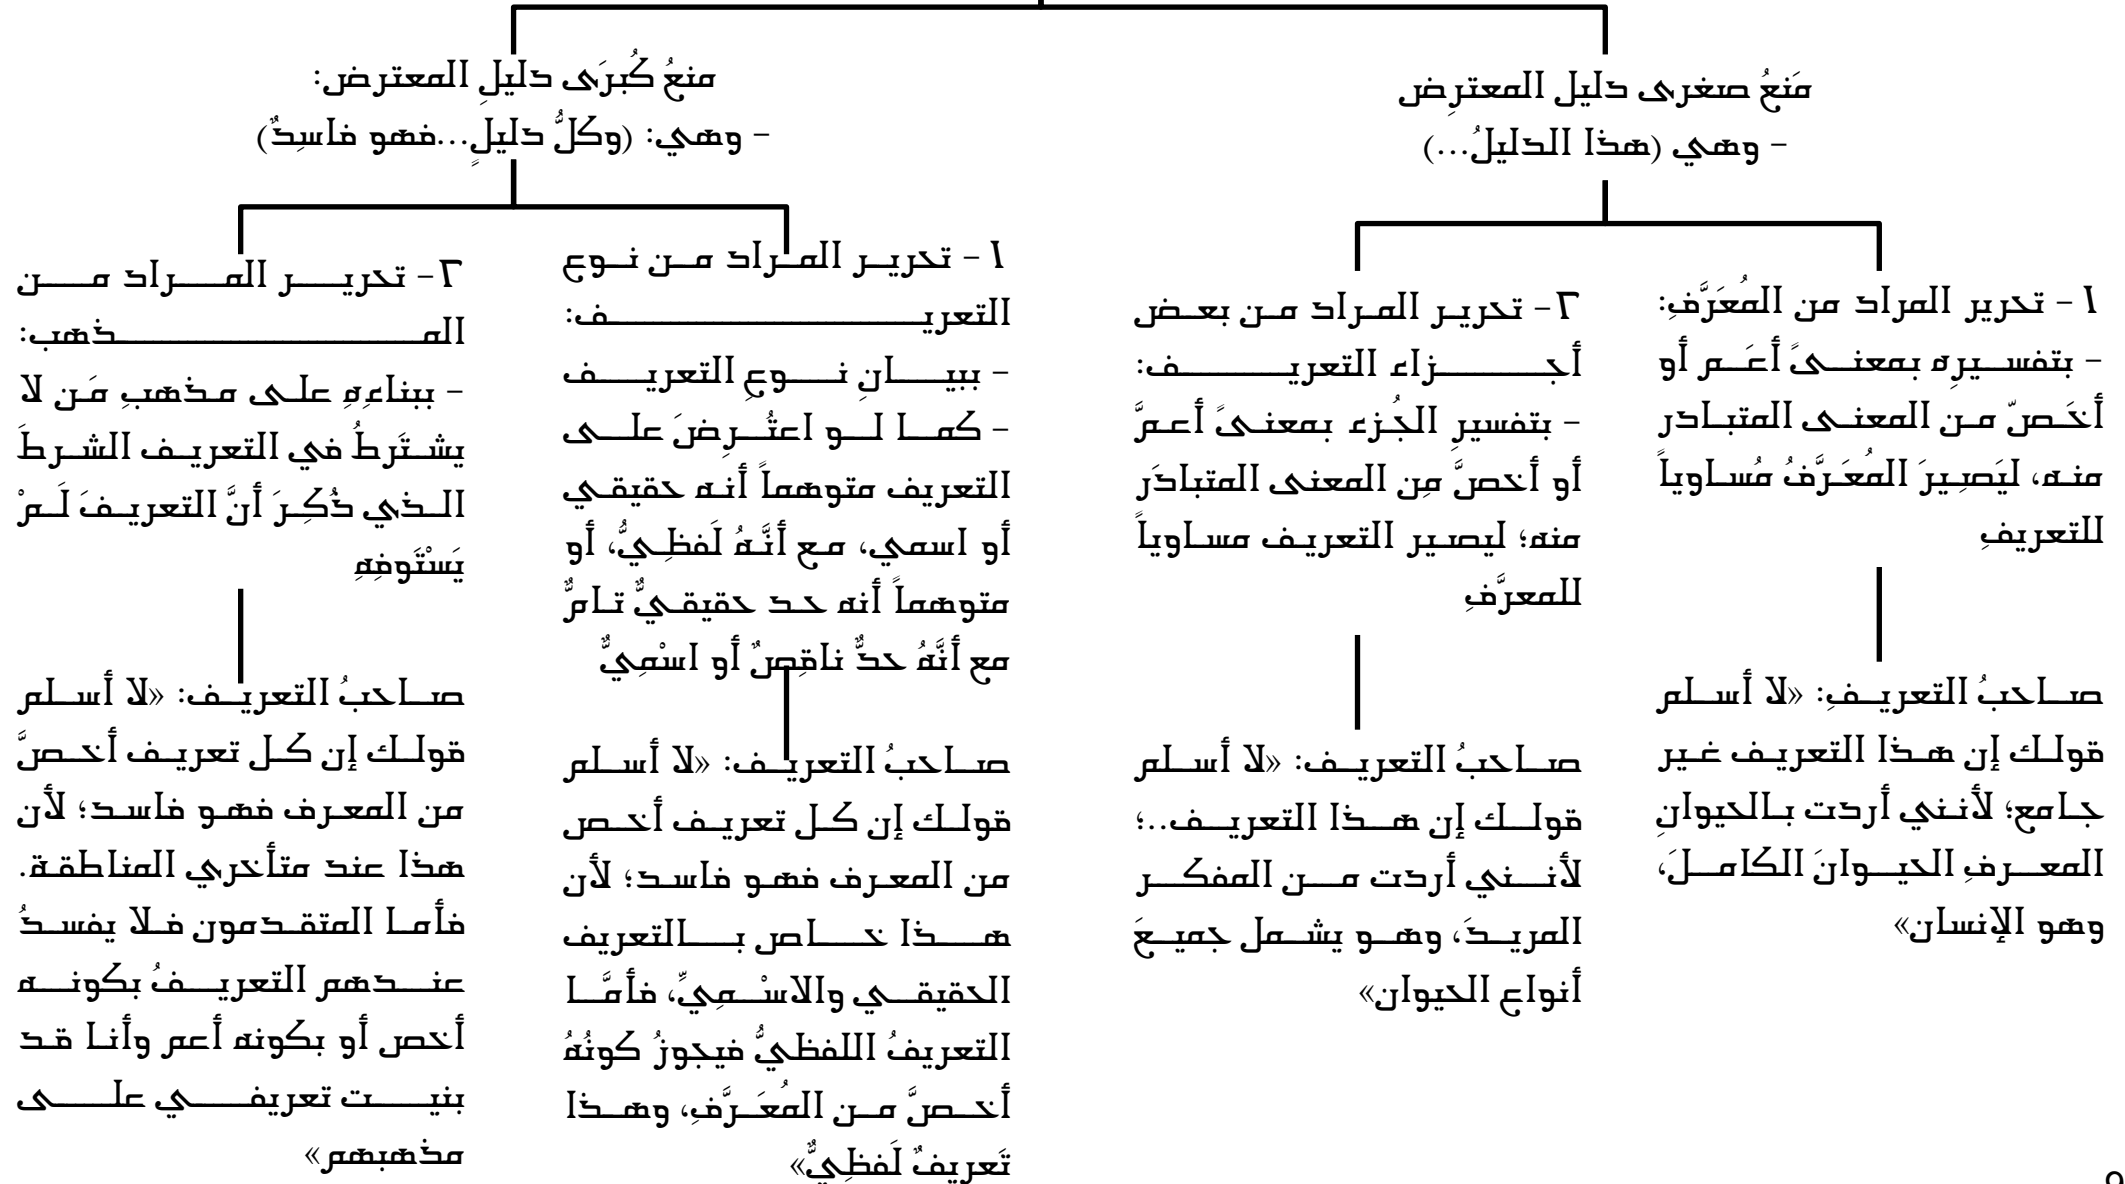 مَنعُ صغرى دليل المعترِض
- وهي (هذا الدليلُ...)
١- تحرير المراد من المُعَرَّفِ:
- بتفسيرِه بمعنىً أعَم أو
أخَصّ من المعنى المتبادر
منه، ليَصِيرَ المُعَرَّفُ مُساوياً
للتعريفِ
صاحبُ التعريفِ: «لا أسلم
قولك إن هذا التعريف غير
جامع؛ لأنني أردت بالحيوانِ
المعرفِ الحيوانَ الكاملَ،
وهو الإنسان»
٢- تحرير المراد من بعض
أجزاء التعريف:
- بتفسيرِ الجُزء بمعنىً أعمَّ
أو أخصَّ مِن المعنى المتبادَر
منه؛ ليصير التعريف مساوياً
للمعرَّفِ
صاحبُ التعريف: «لا أسلم
قولك إن هذا التعريف..؛
لأنني أردت من المفكر
المريدَ، وهو يشمل جميعَ
أنواع الحيوان»
منعُ كُبرَى دليلِ المعترض:
- وهي: (وكلُّ دليلٍ...فهو فاسِدٌ)
١- تحرير المراد من نوع
التعريف:
- ببيانِ نوعِ التعريف
- كما لو اعتُرِضَ على
التعريف متوهماً أنه حقيقي
أو اسمي، مع أنَّهُ لَفظِيُّ، أو
متوهماً أنه حد حقيقيٌّ تامٌّ
مع أنَّهُ حدٌّ ناقِصٌ أو اسْمِيٌّ
صاحبُ التعريف: «لا أسلم
قولك إن كل تعريف أخص
من المعرف فهو فاسد؛ لأن
هذا خاص بالتعريف
الحقيقي والاسْمِيِّ، فأمَّا
التعريفُ اللفظيُّ فيجوزُ كونُهُ
أخصَّ من المُعَرَّفِ، وهذا
تَعريفٌ لَفظِيٌّ»
٢- تحرير المراد من
المذهب:
- ببناءِهِ على مذهبِ مَن لا
يشتَرطُ في التعريف الشرطَ
الذي ذُكِرَ أنَّ التعريفَ لَمْ
يَسْتَوفِهِ
صاحبُ التعريف: «لا أسلم
قولك إن كل تعريف أخصَّ
من المعرف فهو فاسد؛ لأن
هذا عند متأخري المناطقة.
فأما المتقدمون فلا يفسدُ
عندهم التعريفُ بكونه
أخص أو بكونه أعم وأنا قد
بنيت تعريفي على
مذهبهم»